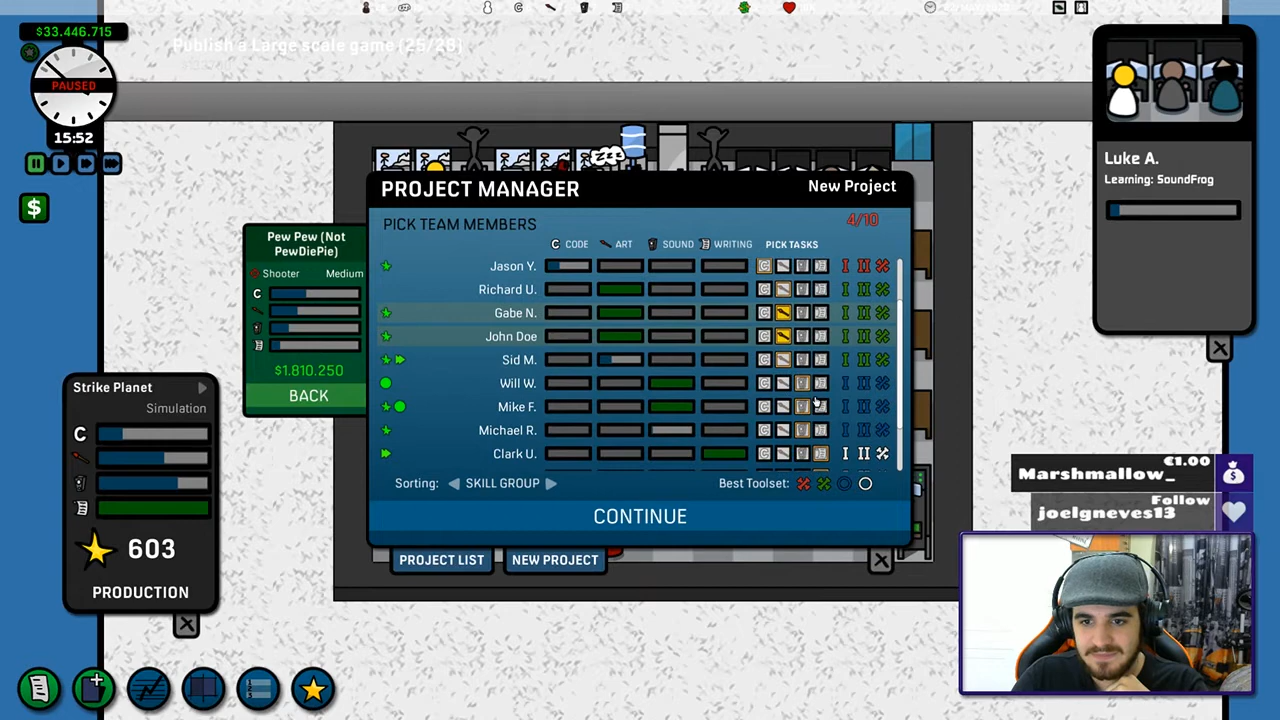 $33.446.715
Publish a Large scale game (25/28)
PAUSED
15:52
$
PROJECT MANAGER
New Project
PICK TEAM MEMBERS
4/10
C CODE ART SOUND WRITING PICK TASKS
Jason Y.
Richard U.
Gabe N.
John Doe
Sid M.
Will W.
Mike F.
Michael R.
Clark U.
Sorting: SKILL GROUP
Best Toolset:
CONTINUE
PROJECT LIST
NEW PROJECT
X
Pew Pew (Not
PewDiePie)
Shooter Medium
C
$1.810.250
BACK
Strike Planet
Simulation
C
603
PRODUCTION
X
Luke A.
Learning: SoundFrog
X
€1.00
Marshmallow_
Follow
joelgneves13